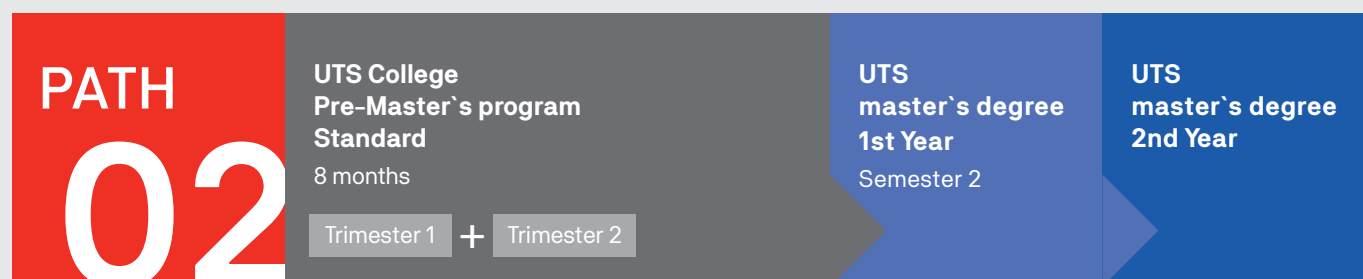 PATH
02
UTS College
Pre-Master`s program
Standard
8 months
Trimester 1 + Trimester 2
UTS
master`s degree
1st Year
Semester 2
UTS
master`s degree
2nd Year